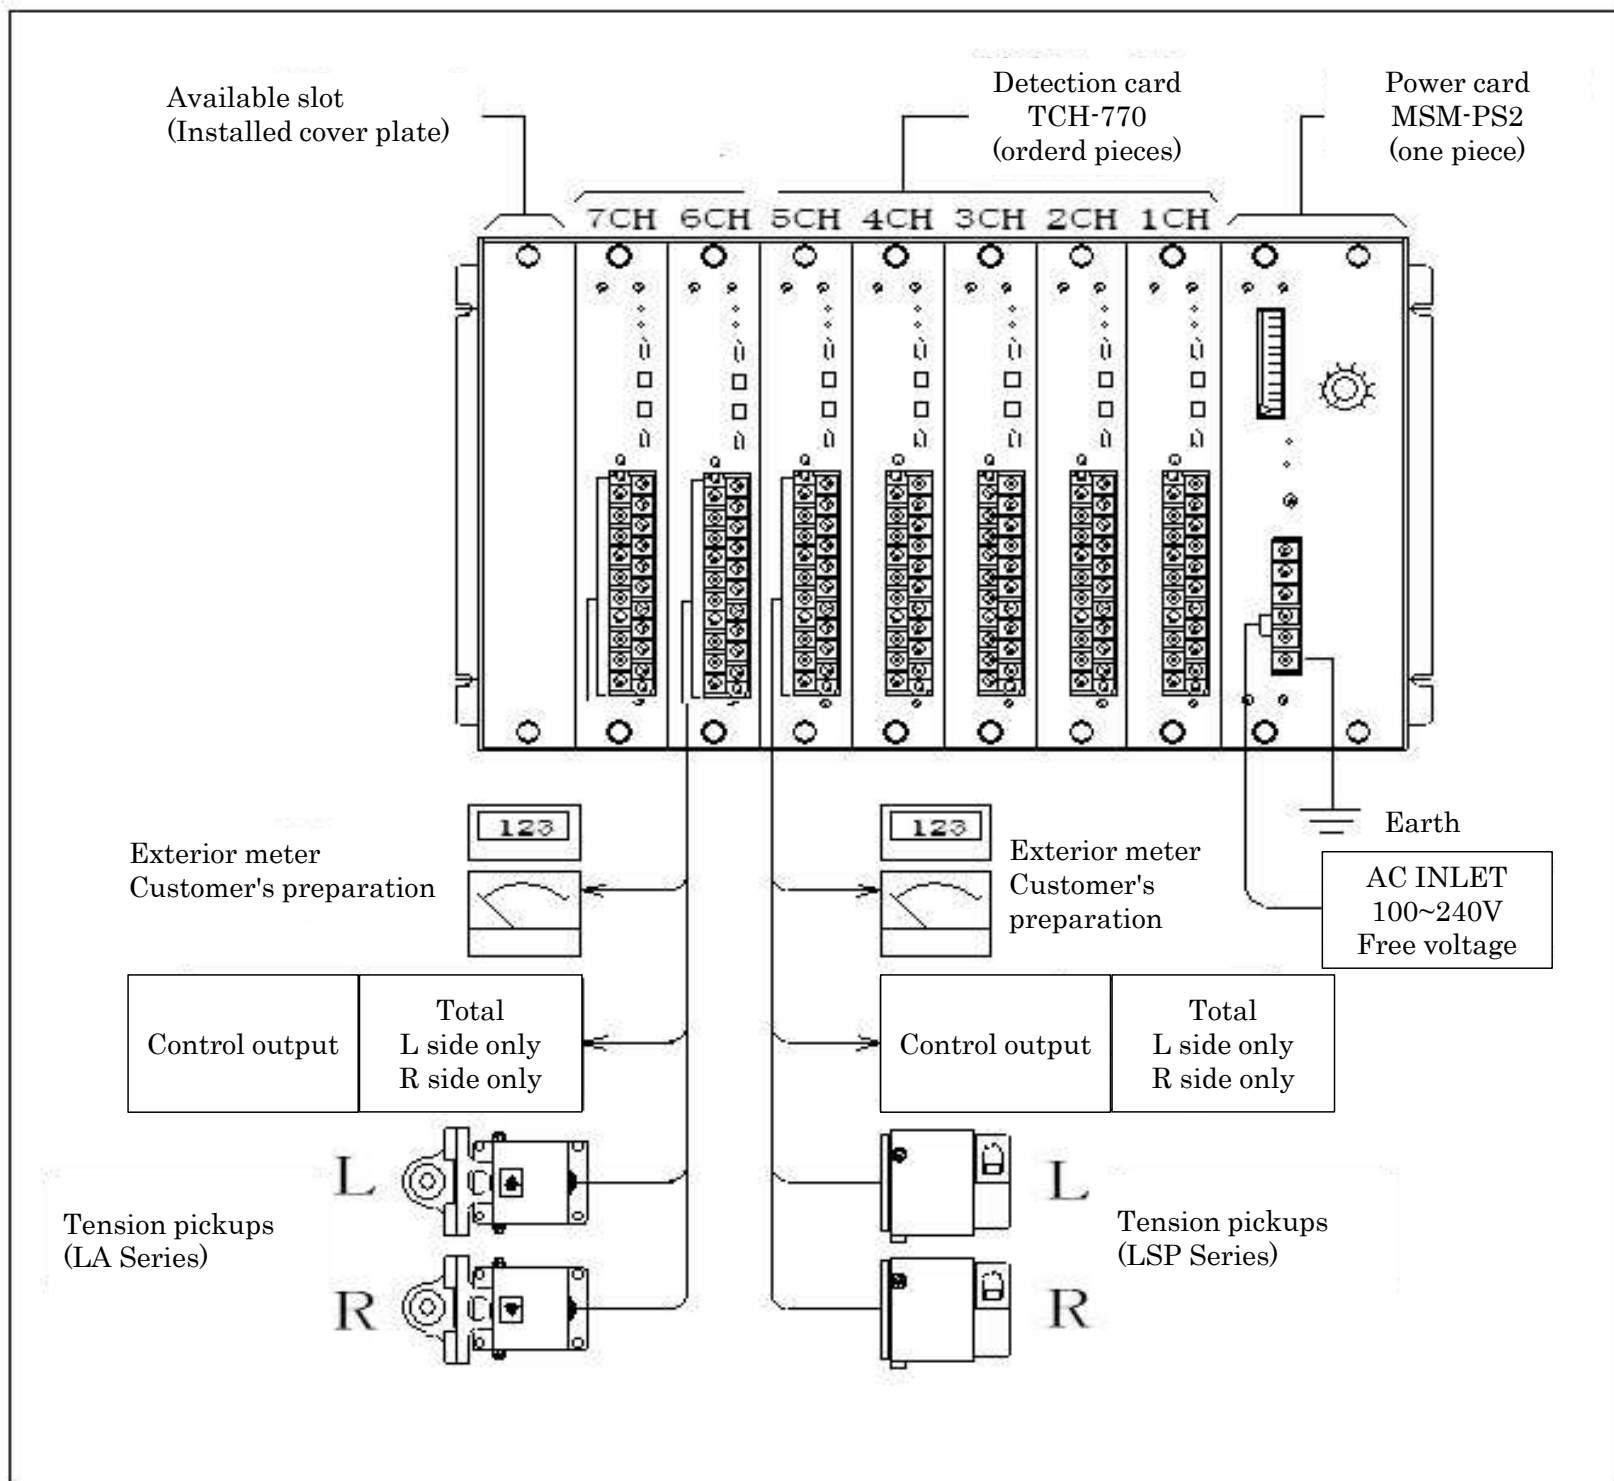 Available slot
(Installed cover plate)
Detection card
TCH-770
(orderd pieces)
Power card
MSM-PS2
(one piece)
7CH 6CH 5CH 4CH 3CH 2CH 1CH
123
Exterior meter
Customer's preparation
123
Exterior meter
Customer's
preparation
Earth
AC INLET
100~240V
Free voltage
Control output
Total
L side only
R side only
Control output
Total
L side only
R side only
L
R
Tension pickups
(LA Series)
L
R
Tension pickups
(LSP Series)